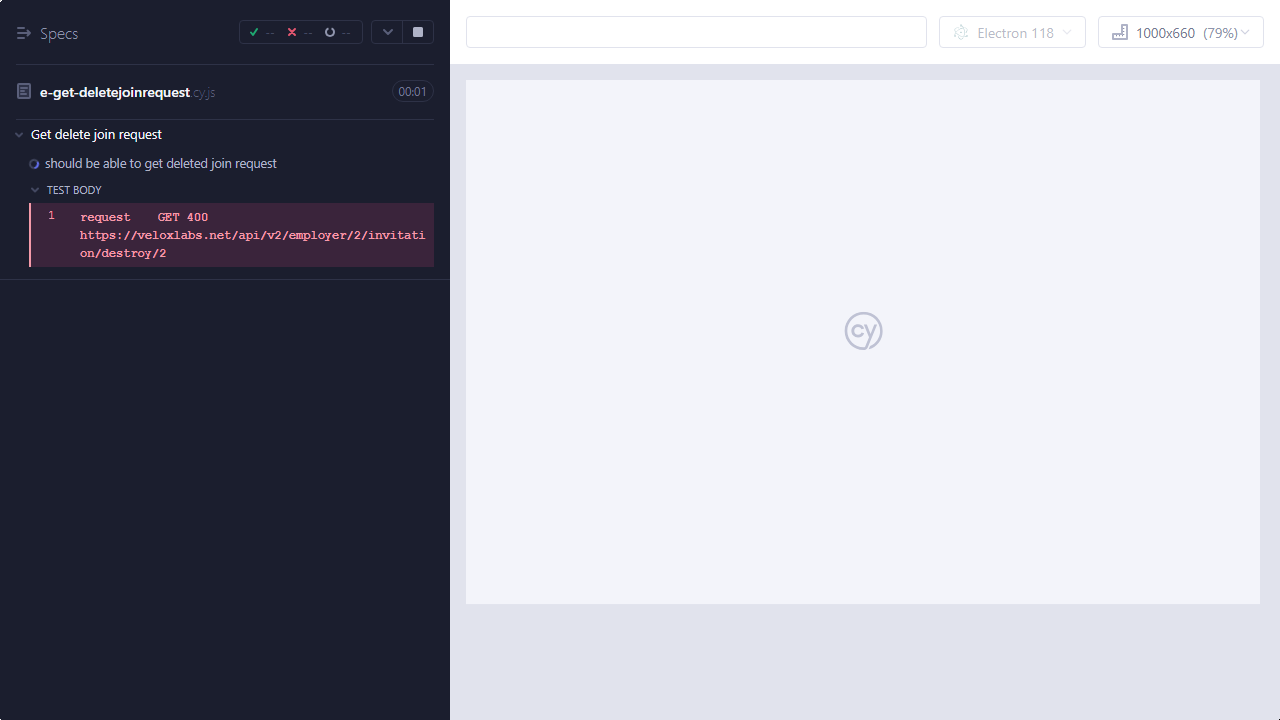 Specs
-- -- --
Electron 118
1000x660 (79%)
e-get-deletejoinrequest.cy.js
00:01
Get delete join request
should be able to get deleted join request
TEST BODY
1 request GET 400
https://veloxlabs.net/api/v2/employer/2/invitati
on/destroy/2
cy